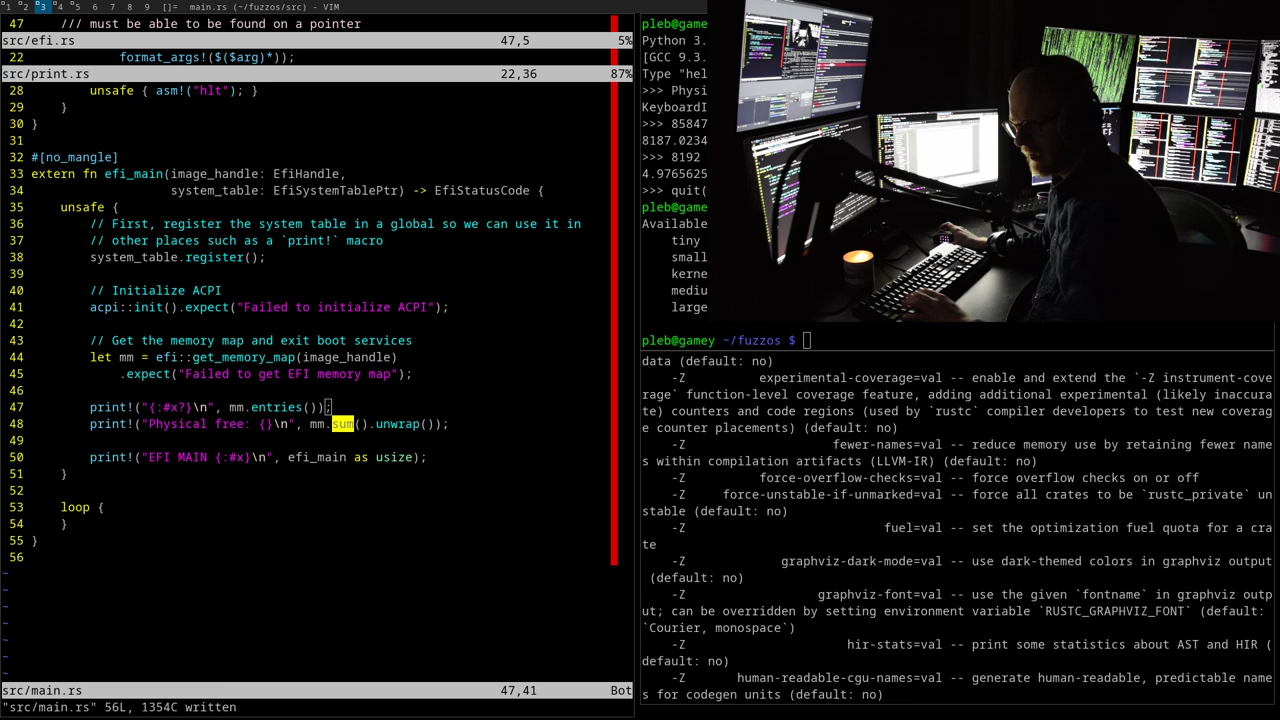 1 2 3 4 5 6 7 8 9 []= main.rs (~/fuzzos/src) - VIM
47     /// must be able to be found on a pointer
src/efi.rs 47,5 5%
22             format_args!($($arg)*));
src/print.rs 22,36 87%
28         unsafe { asm!("hlt"); }
29     }
30 }
31
32 #[no_mangle]
33 extern fn efi_main(image_handle: EfiHandle,
34                    system_table: EfiSystemTablePtr) -> EfiStatusCode {
35     unsafe {
36         // First, register the system table in a global so we can use it in
37         // other places such as a `print!` macro
38         system_table.register();
39
40         // Initialize ACPI
41         acpi::init().expect("Failed to initialize ACPI");
42
43         // Get the memory map and exit boot services
44         let mm = efi::get_memory_map(image_handle)
45             .expect("Failed to get EFI memory map");
46
47         print!("{:#x?}\n", mm.entries());
48         print!("Physical free: {}\n", mm.sum().unwrap());
49
50         print!("EFI MAIN {:#x}\n", efi_main as usize);
51     }
52
53     loop {
54     }
55 }
56
~
~
~
~
~
~
~
src/main.rs 47,41 Bot
"src/main.rs" 56L, 1354C written
pleb@game
Python 3.
[GCC 9.3.
Type "hel
>>> Physi
KeyboardI
>>> 85847
8187.0234
>>> 8192
4.9765625
>>> quit(
pleb@game
Available
    tiny
    small
    kerne
    mediu
    large
pleb@gamey ~/fuzzos $
data (default: no)
    -Z          experimental-coverage=val -- enable and extend the `-Z instrument-cove
rage` function-level coverage feature, adding additional experimental (likely inaccura
te) counters and code regions (used by `rustc` compiler developers to test new coverag
e counter placements) (default: no)
    -Z                    fewer-names=val -- reduce memory use by retaining fewer name
s within compilation artifacts (LLVM-IR) (default: no)
    -Z          force-overflow-checks=val -- force overflow checks on or off
    -Z     force-unstable-if-unmarked=val -- force all crates to be `rustc_private` un
stable (default: no)
    -Z                           fuel=val -- set the optimization fuel quota for a cra
te
    -Z             graphviz-dark-mode=val -- use dark-themed colors in graphviz output
 (default: no)
    -Z                  graphviz-font=val -- use the given `fontname` in graphviz outp
ut; can be overridden by setting environment variable `RUSTC_GRAPHVIZ_FONT` (default:
`Courier, monospace`)
    -Z                      hir-stats=val -- print some statistics about AST and HIR (
default: no)
    -Z       human-readable-cgu-names=val -- generate human-readable, predictable name
s for codegen units (default: no)